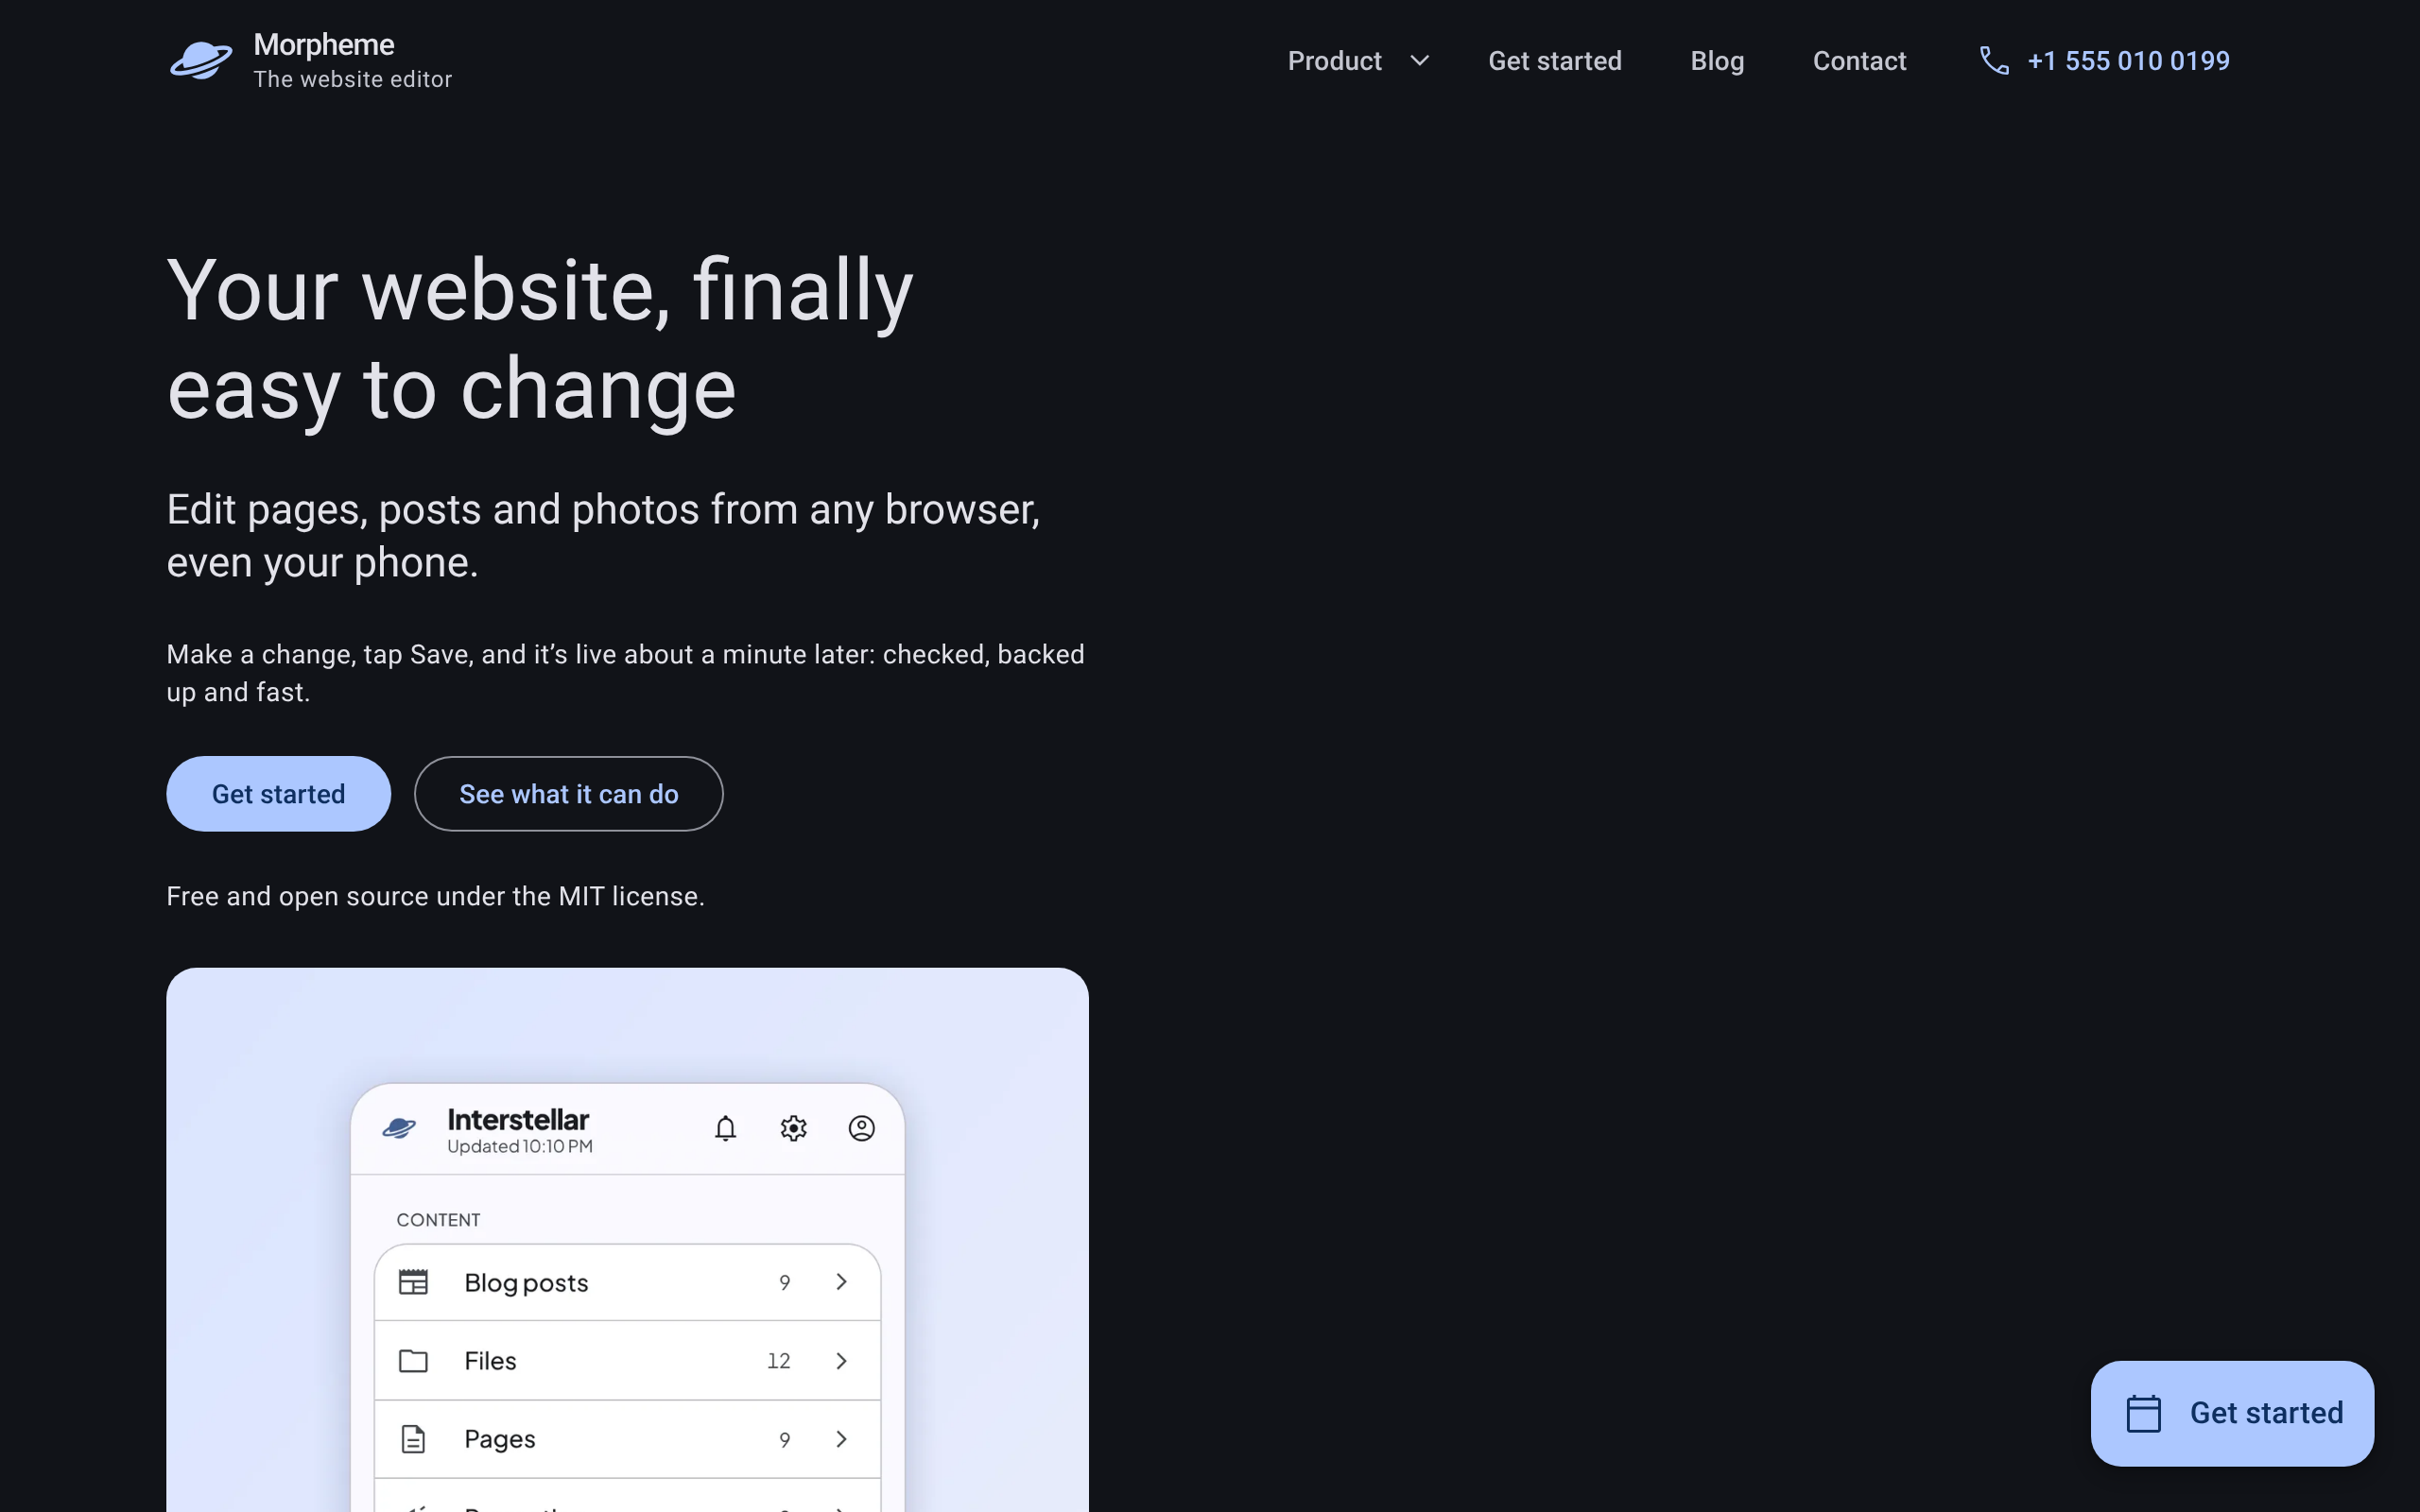 Morpheme
The website editor
Product
Get started
Blog
Contact
+1 555 010 0199
Your website, finally
easy to change
Edit pages, posts and photos from any browser,
even your phone.
Make a change, tap Save, and it’s live about a minute later: checked, backed
up and fast.
Get started
See what it can do
Free and open source under the MIT license.
Interstellar
Updated 10:10 PM
CONTENT
Blog posts 9
Files 12
Pages 9
Get started